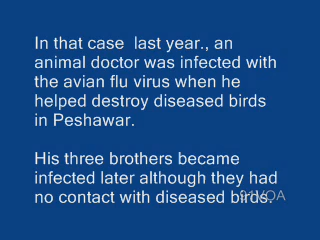 In that case  last year., an
animal doctor was infected with
the avian flu virus when he
helped destroy diseased birds
in Peshawar.

His three brothers became
infected later although they had
no contact with diseased birds.